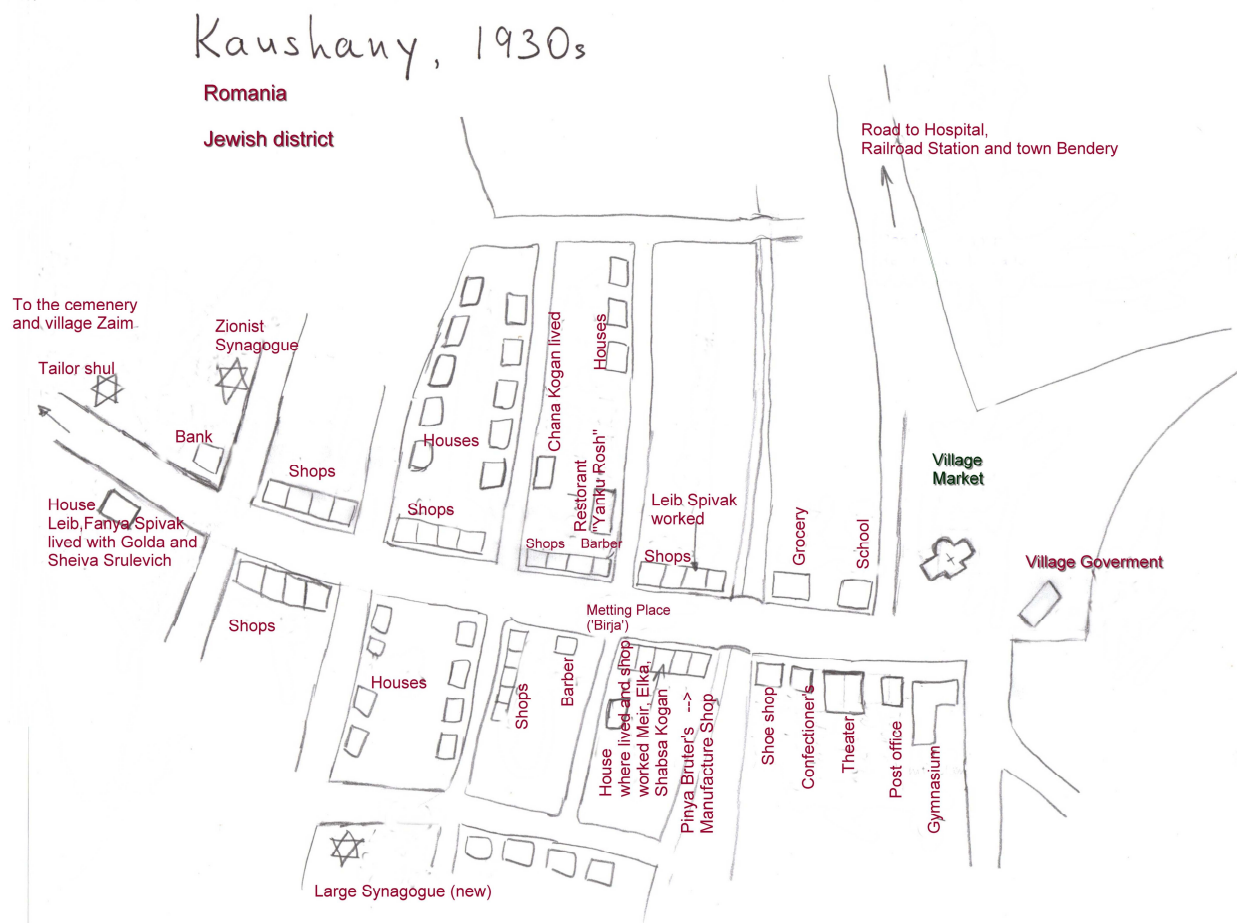 Kaushany, 1930s
Romania
Jewish district
Road to Hospital,
Railroad Station and town Bendery
To the cemenery
and village Zaim
Zionist
Synagogue
Tailor shul
Bank
Shops
House
Leib,Fanya Spivak
lived with Golda and
Sheiva Srulevich
Shops
Houses
Shops
Chana Kogan lived
Houses
Restorant
"Yanku Rosh"
Shops
Barber
Leib Spivak
worked
Shops
Grocery
School
Village
Market
Village Goverment
Metting Place
('Birja')
Houses
Shops
Barber
House
where lived and shop
worked Meir, Elka,
Shabsa Kogan
Pinya Bruter's -->
Manufacture Shop
Shoe shop
Confectioner's
Theater
Post office
Gymnasium
Large Synagogue (new)